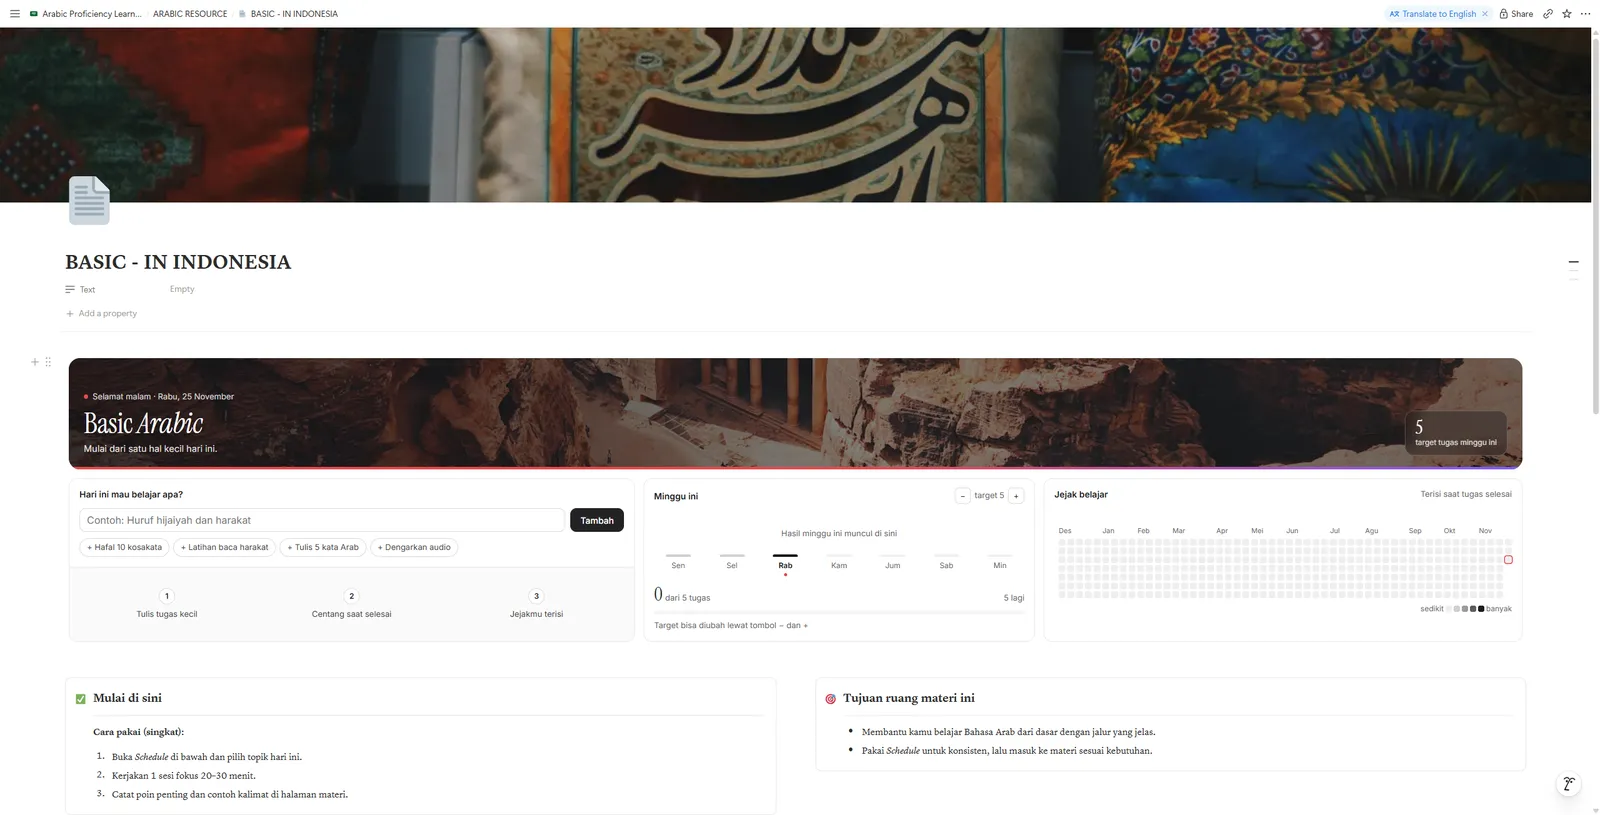 Arabic Proficiency Learn... / ARABIC RESOURCE / BASIC - IN INDONESIA
Translate to English
Share
BASIC - IN INDONESIA
Text Empty
Add a property
Selamat malam · Rabu, 25 November
Basic Arabic
Mulai dari satu hal kecil hari ini.
5
target tugas minggu ini
Hari ini mau belajar apa?
Contoh: Huruf hijaiyah dan harakat
Tambah
+ Hafal 10 kosakata
+ Latihan baca harakat
+ Tulis 5 kata Arab
+ Dengarkan audio
1
Tulis tugas kecil
2
Centang saat selesai
3
Jejakmu terisi
Minggu ini
− target 5 +
Hasil minggu ini muncul di sini
Sen Sel Rab Kam Jum Sab Min
0 dari 5 tugas
5 lagi
Target bisa diubah lewat tombol − dan +
Jejak belajar
Terisi saat tugas selesai
Des Jan Feb Mar Apr Mei Jun Jul Agu Sep Okt Nov
sedikit banyak
Mulai di sini
Cara pakai (singkat):
1. Buka Schedule di bawah dan pilih topik hari ini.
2. Kerjakan 1 sesi fokus 20–30 menit.
3. Catat poin penting dan contoh kalimat di halaman materi.
Tujuan ruang materi ini
• Membantu kamu belajar Bahasa Arab dari dasar dengan jalur yang jelas.
• Pakai Schedule untuk konsisten, lalu masuk ke materi sesuai kebutuhan.